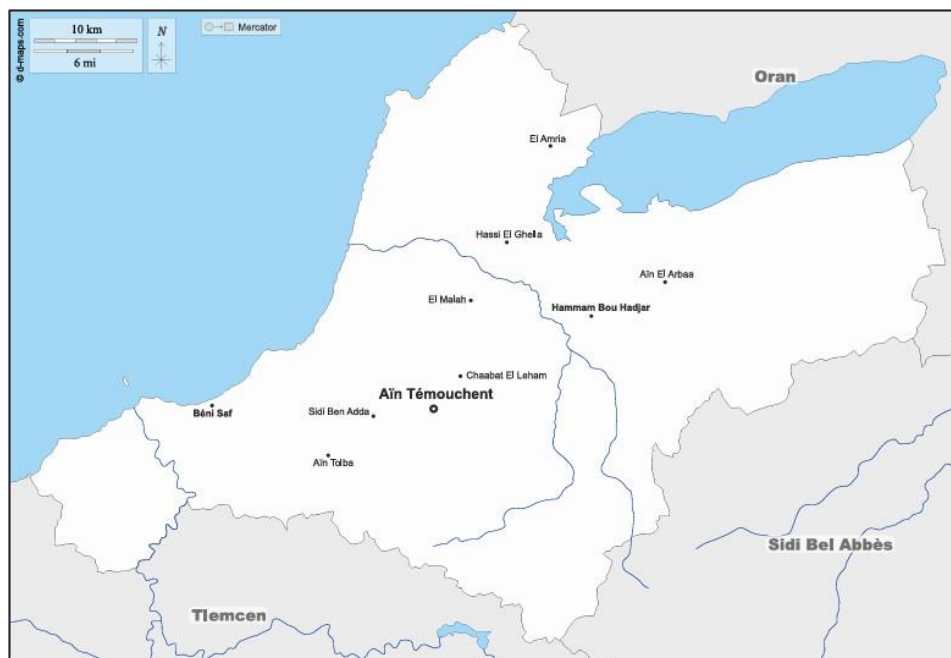 10 km
6 mi
N
Mercator
© d-maps.com
Oran
El Amria
Hassi El Ghella
Aïn El Arbaa
El Malah
Hammam Bou Hadjar
Chaabat El Leham
Aïn Témouchent
Béni Saf
Sidi Ben Adda
Aïn Tolba
Sidi Bel Abbès
Tlemcen